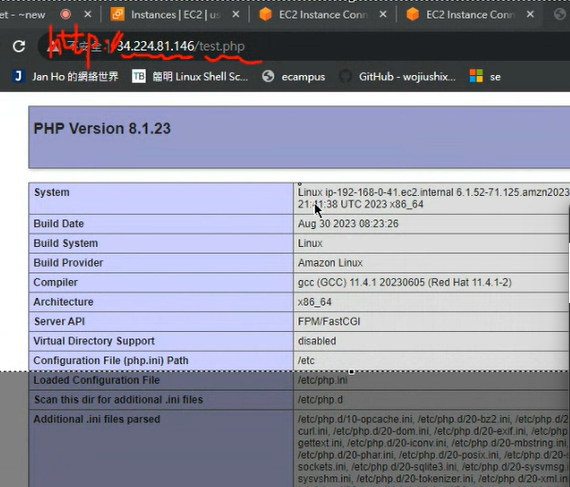 et - ~new
Instances | EC2 | us
EC2 Instance Conn
EC2 Instance Conn
http://
不安全 34.224.81.146/test.php
J Jan Ho 的網絡世界
TB 簡明 Linux Shell Sc...
ecampus
GitHub - wojiushix...
se
PHP Version 8.1.23
System Linux ip-192-168-0-41.ec2.internal 6.1.52-71.125.amzn2023
21:41:38 UTC 2023 x86_64
Build Date Aug 30 2023 08:23:26
Build System Linux
Build Provider Amazon Linux
Compiler gcc (GCC) 11.4.1 20230605 (Red Hat 11.4.1-2)
Architecture x86_64
Server API FPM/FastCGI
Virtual Directory Support disabled
Configuration File (php.ini) Path /etc
Loaded Configuration File /etc/php.ini
Scan this dir for additional .ini files /etc/php.d
Additional .ini files parsed /etc/php.d/10-opcache.ini, /etc/php.d/20-bz2.ini, /etc/php.d/20
curl.ini, /etc/php.d/20-dom.ini, /etc/php.d/20-exif.ini, /etc/php.d
gettext.ini, /etc/php.d/20-iconv.ini, /etc/php.d/20-mbstring.ini,
/etc/php.d/20-phar.ini, /etc/php.d/20-posix.ini, /etc/php.d/20-
sockets.ini, /etc/php.d/20-sqlite3.ini, /etc/php.d/20-sysvmsg.i
sysvshm.ini, /etc/php.d/20-tokenizer.ini, /etc/php.d/20-xml.ini